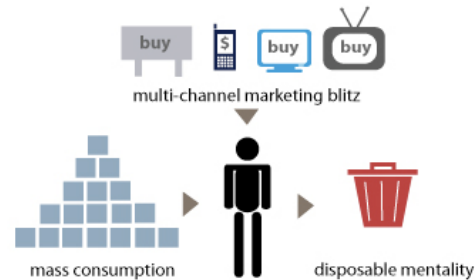 buy
$
buy
buy
multi-channel marketing blitz
mass consumption
disposable mentality